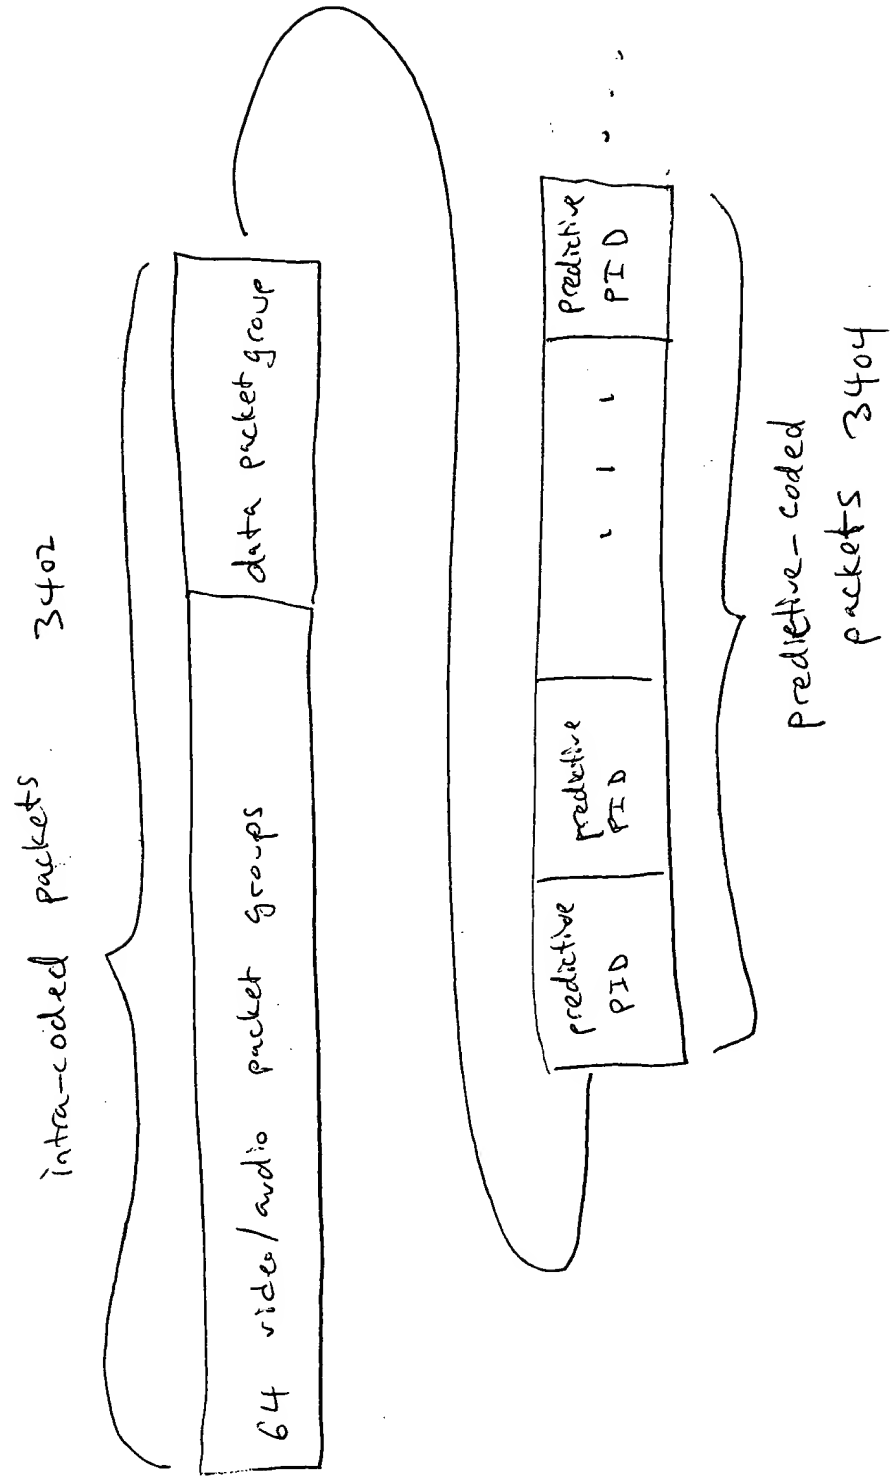 intra-coded packets 3402
64 video/audio packet groups
data packet group
predictive
PID
predictive
PID
. . .
predictive
PID
. . .
predictive-coded
packets 3404